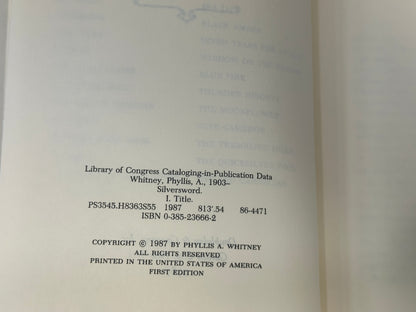 Library of Congress Cataloging-in-Publication Data
Whitney, Phyllis, A., 1903–
Silversword.
I. Title.
PS3545.H8363S55 1987 813'.54 86-4471
ISBN 0-385-23666-2
COPYRIGHT © 1987 BY PHYLLIS A. WHITNEY
ALL RIGHTS RESERVED
PRINTED IN THE UNITED STATES OF AMERICA
FIRST EDITION